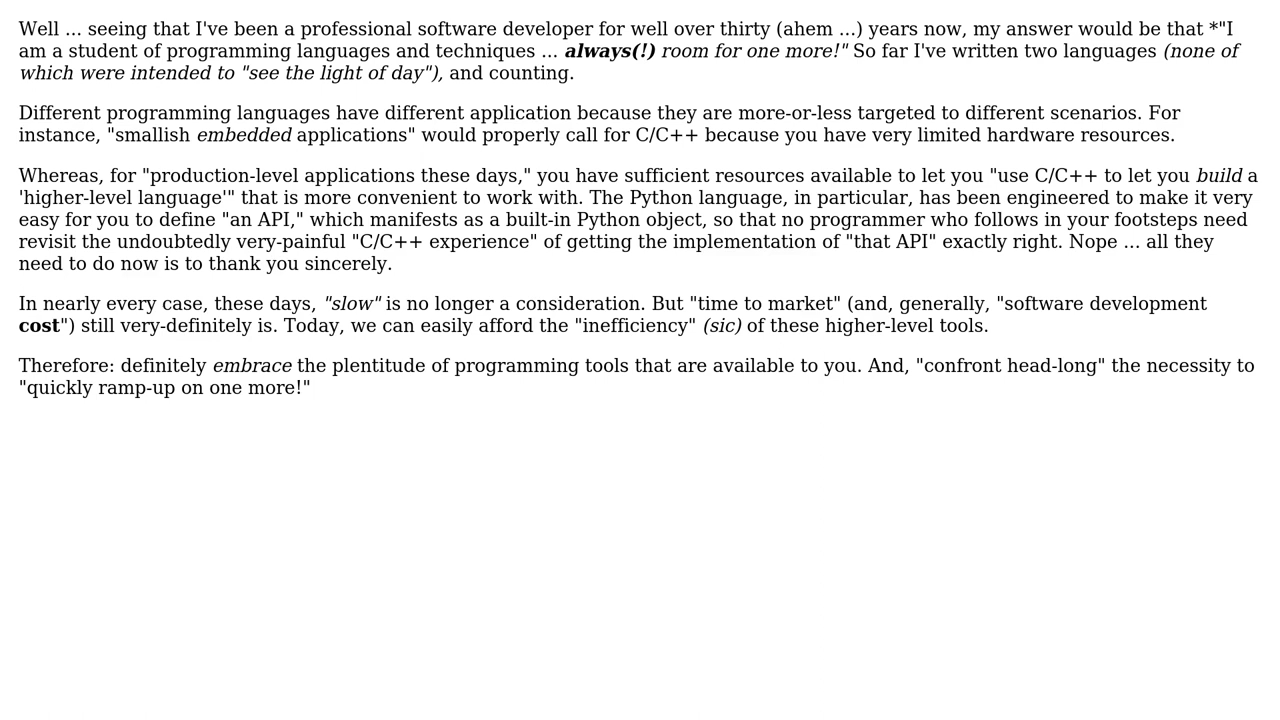 Well ... seeing that I've been a professional software developer for well over thirty (ahem ...) years now, my answer would be that *"I
am a student of programming languages and techniques ... always(!) room for one more!" So far I've written two languages (none of
which were intended to "see the light of day"), and counting.
Different programming languages have different application because they are more-or-less targeted to different scenarios. For
instance, "smallish embedded applications" would properly call for C/C++ because you have very limited hardware resources.
Whereas, for "production-level applications these days," you have sufficient resources available to let you "use C/C++ to let you build a
'higher-level language'" that is more convenient to work with. The Python language, in particular, has been engineered to make it very
easy for you to define "an API," which manifests as a built-in Python object, so that no programmer who follows in your footsteps need
revisit the undoubtedly very-painful "C/C++ experience" of getting the implementation of "that API" exactly right. Nope ... all they
need to do now is to thank you sincerely.
In nearly every case, these days, "slow" is no longer a consideration. But "time to market" (and, generally, "software development
cost") still very-definitely is. Today, we can easily afford the "inefficiency" (sic) of these higher-level tools.
Therefore: definitely embrace the plentitude of programming tools that are available to you. And, "confront head-long" the necessity to
"quickly ramp-up on one more!"